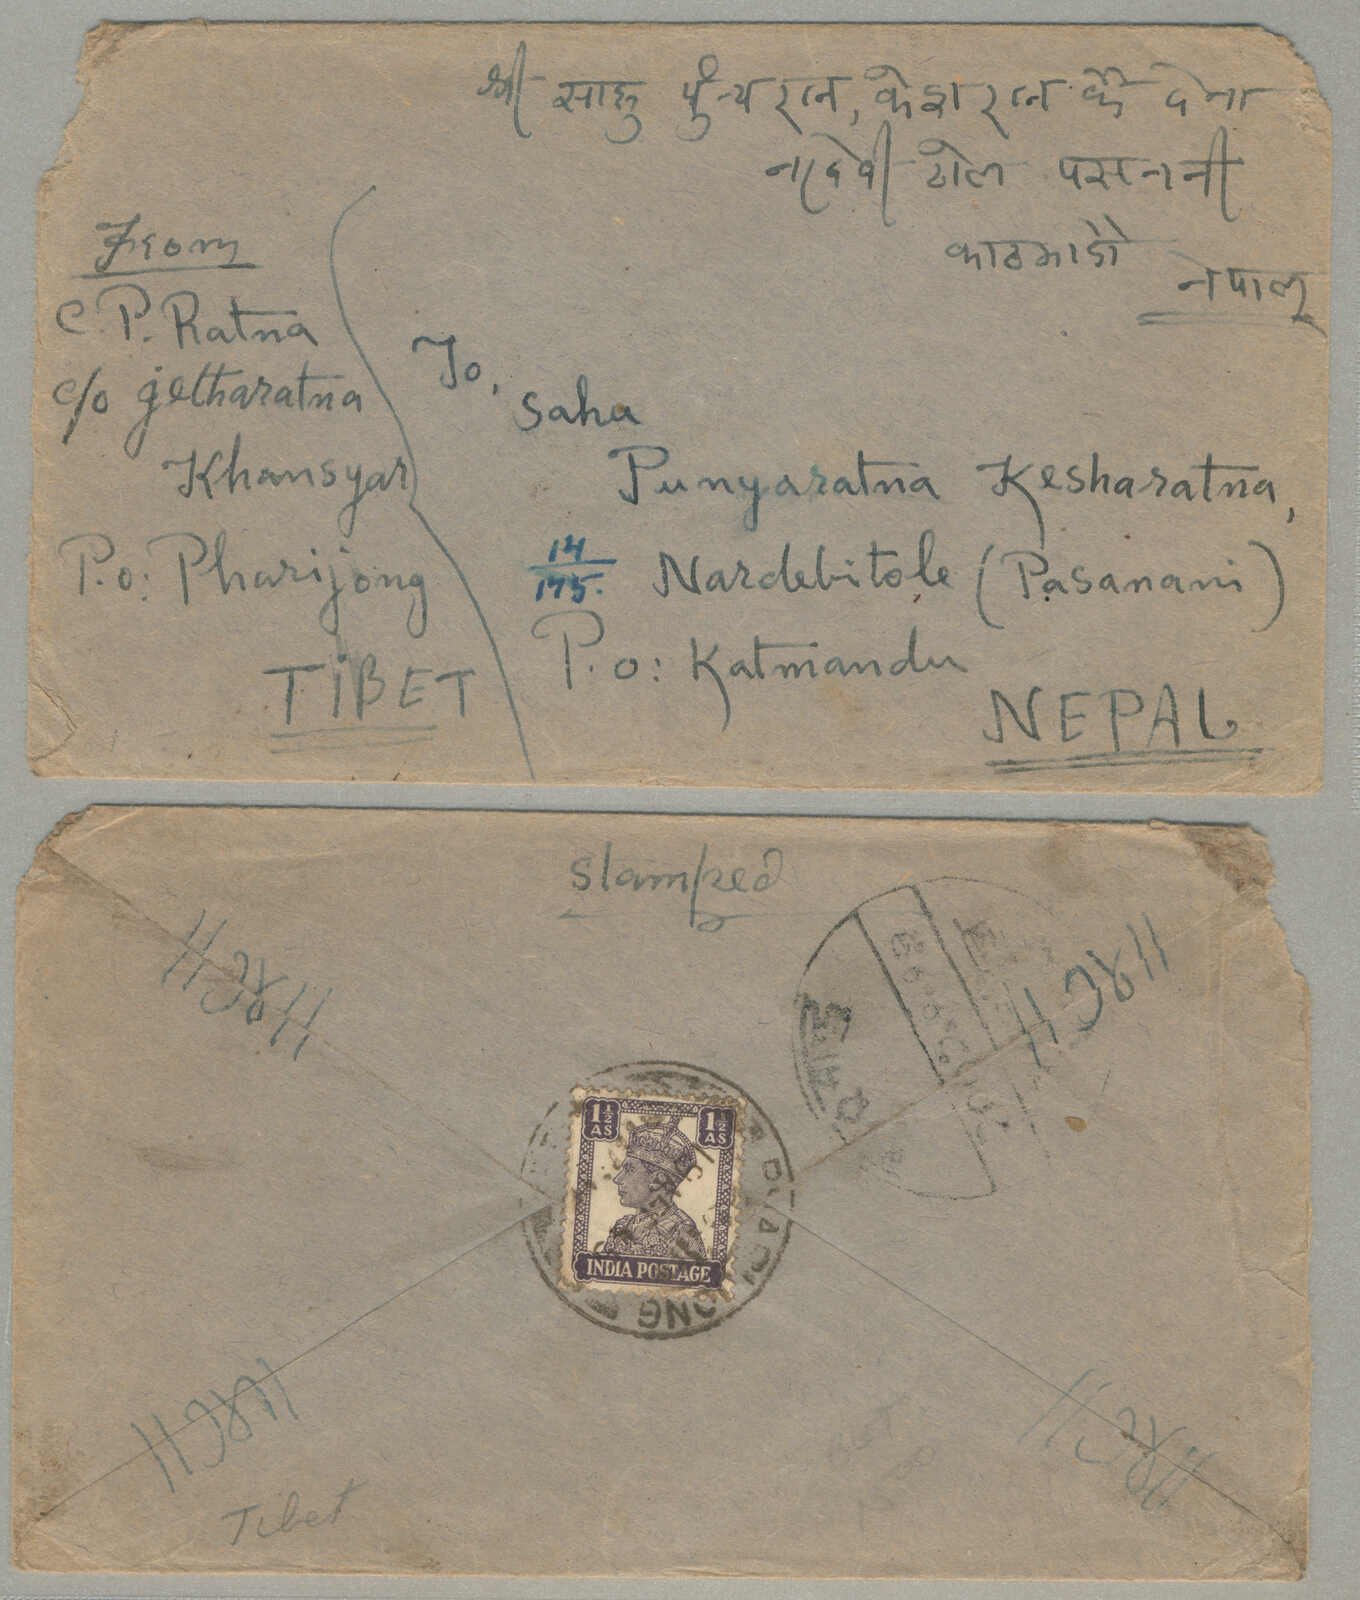 श्री साहु पुंन्यरत्न, केशरत्न के देना
नरदेवी टोल पसननी
काठमाडौ
नेपाल
From
C. P. Ratna
c/o Jetharatna
Khansyar
P.o: Pharijong
TIBET
To,
Sahu
Punyaratna Kesharatna,
14/175. Nardebitole (Pasanani)
P.o: Katmandu
NEPAL
Stamped
1½ AS 1½ AS
INDIA POSTAGE
Tibet